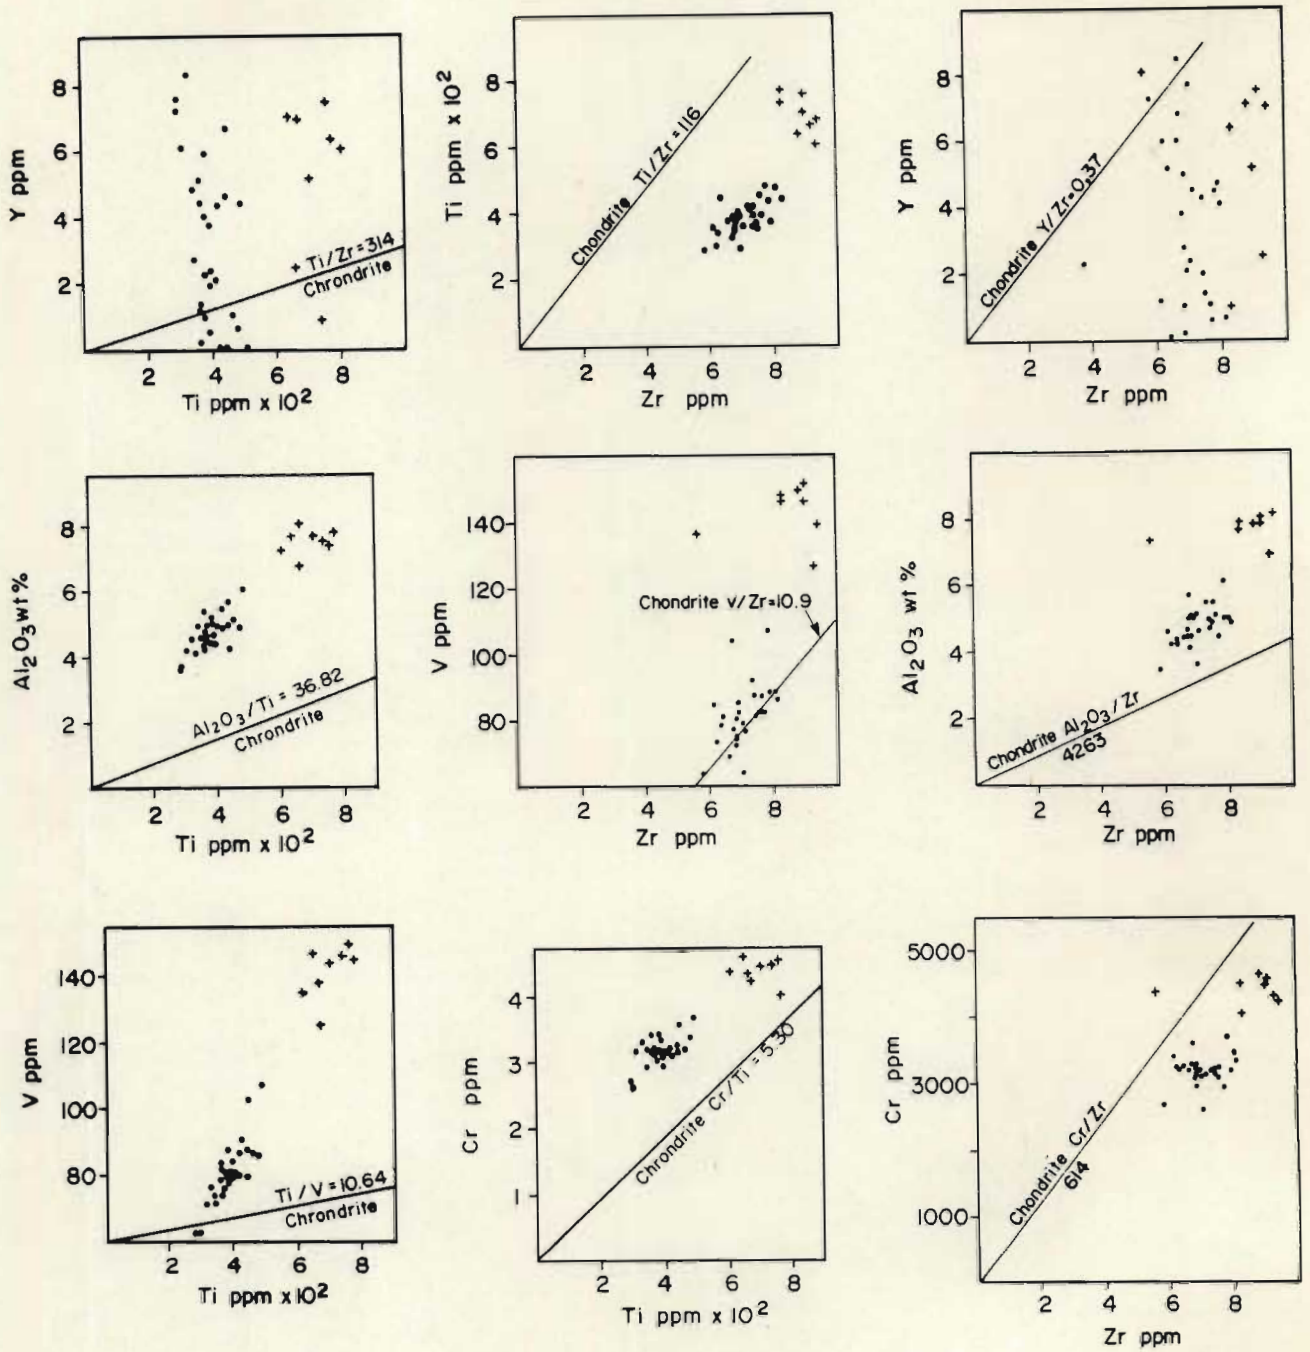 Y ppm
8
6
4
2
+ Ti/Zr=314
Chrondrite
2 4 6 8
Ti ppm x 10²
Ti ppm x 10²
8
6
4
2
Chondrite Ti/Zr=116
2 4 6 8
Zr ppm
Y ppm
8
6
4
2
Chondrite Y/Zr=0.37
2 4 6 8
Zr ppm
Al₂O₃ wt %
8
6
4
2
Al₂O₃/Ti = 36.82
Chrondrite
2 4 6 8
Ti ppm x 10²
V ppm
140
120
100
80
Chondrite v/Zr=10.9
6 8
2 4 6 8
Zr ppm
Al₂O₃ wt %
8
6
4
2
Chondrite Al₂O₃/Zr
4263
2 4 6 8
Zr ppm
V ppm
140
120
100
80
Ti/V=10.64
Chrondrite
2 4 6 8
Ti ppm x10²
Cr ppm
4
3
2
1
Chrondrite Cr/Ti = 5.30
2 4 6 8
Ti ppm x 10²
Cr ppm
5000
3000
1000
Chondrite Cr/Zr
614
2 4 6 8
Zr ppm